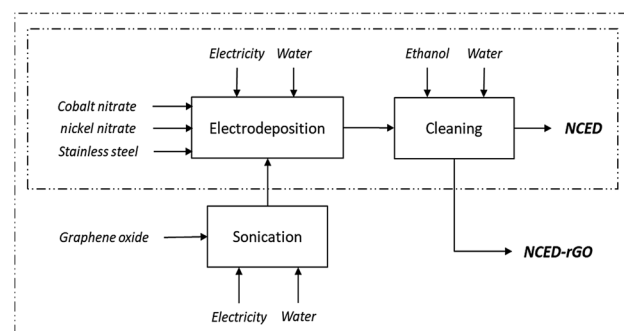 Electricity Water
Ethanol Water
Cobalt nitrate
nickel nitrate
Stainless steel
Electrodeposition
Cleaning
NCED
Graphene oxide
Sonication
NCED-rGO
Electricity Water